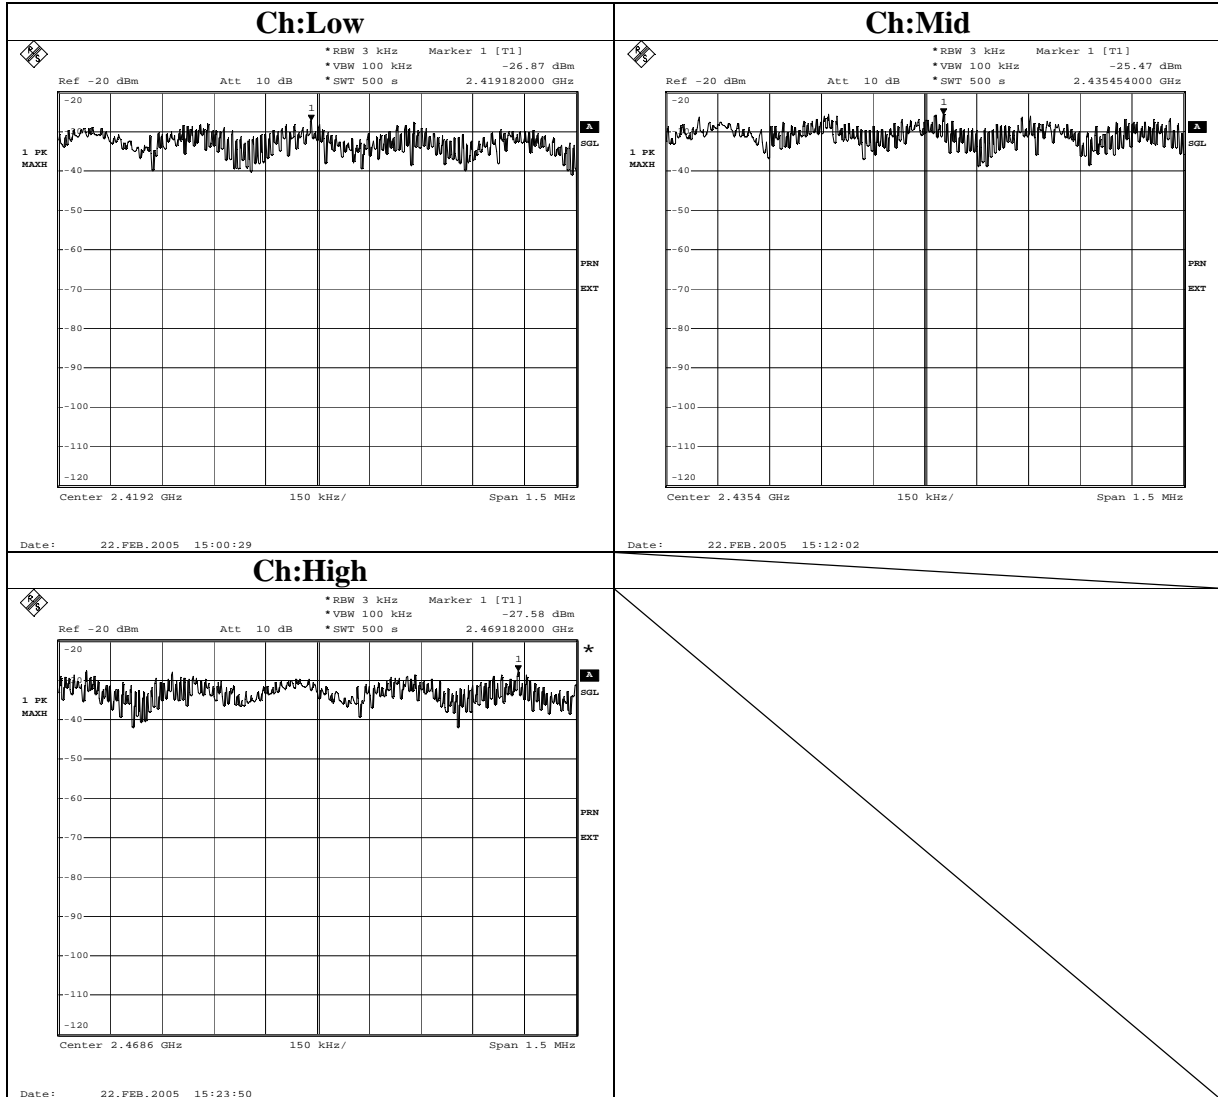 Ch:Low
R/S
*RBW 3 kHz Marker 1 [T1]
*VBW 100 kHz -26.87 dBm
Ref -20 dBm Att 10 dB *SWT 500 s 2.419182000 GHz
-20
1
A
SGL
1 PK
MAXH
-30
-40
-50
-60
PRN
-70
EXT
-80
-90
-100
-110
-120
Center 2.4192 GHz 150 kHz/ Span 1.5 MHz
Date: 22.FEB.2005 15:00:29
Ch:Mid
R/S
*RBW 3 kHz Marker 1 [T1]
*VBW 100 kHz -25.47 dBm
Ref -20 dBm Att 10 dB *SWT 500 s 2.435454000 GHz
-20
1
A
SGL
1 PK
MAXH
-30
-40
-50
-60
PRN
-70
EXT
-80
-90
-100
-110
-120
Center 2.4354 GHz 150 kHz/ Span 1.5 MHz
Date: 22.FEB.2005 15:12:02
Ch:High
R/S
*RBW 3 kHz Marker 1 [T1]
*VBW 100 kHz -27.58 dBm
Ref -20 dBm Att 10 dB *SWT 500 s 2.469182000 GHz
-20
*
1
A
SGL
1 PK
MAXH
-30
-40
-50
-60
PRN
-70
EXT
-80
-90
-100
-110
-120
Center 2.4686 GHz 150 kHz/ Span 1.5 MHz
Date: 22.FEB.2005 15:23:50